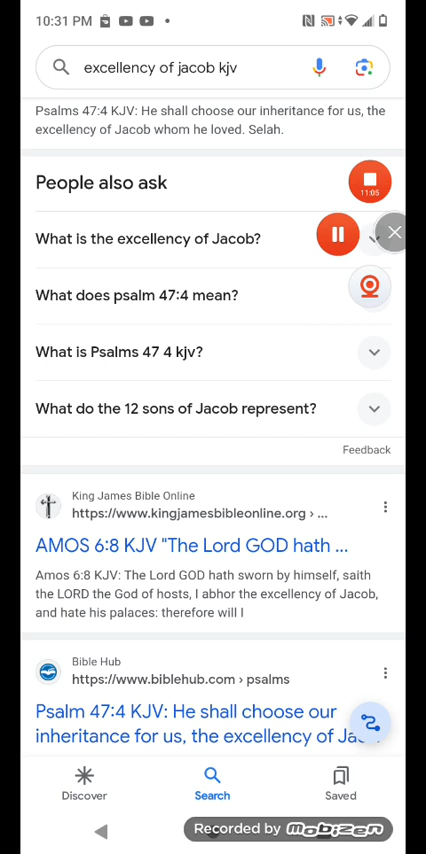 10:31 PM
excellency of jacob kjv
Psalms 47:4 KJV: He shall choose our inheritance for us, the
excellency of Jacob whom he loved. Selah.
People also ask
11:05
What is the excellency of Jacob?
What does psalm 47:4 mean?
What is Psalms 47 4 kjv?
What do the 12 sons of Jacob represent?
Feedback
King James Bible Online
https://www.kingjamesbibleonline.org › ...
AMOS 6:8 KJV "The Lord GOD hath ...
Amos 6:8 KJV: The Lord GOD hath sworn by himself, saith
the LORD the God of hosts, I abhor the excellency of Jacob,
and hate his palaces: therefore will I
Bible Hub
https://www.biblehub.com › psalms
Psalm 47:4 KJV: He shall choose our
inheritance for us, the excellency of
Discover
Search
Saved
Recorded by mobizen